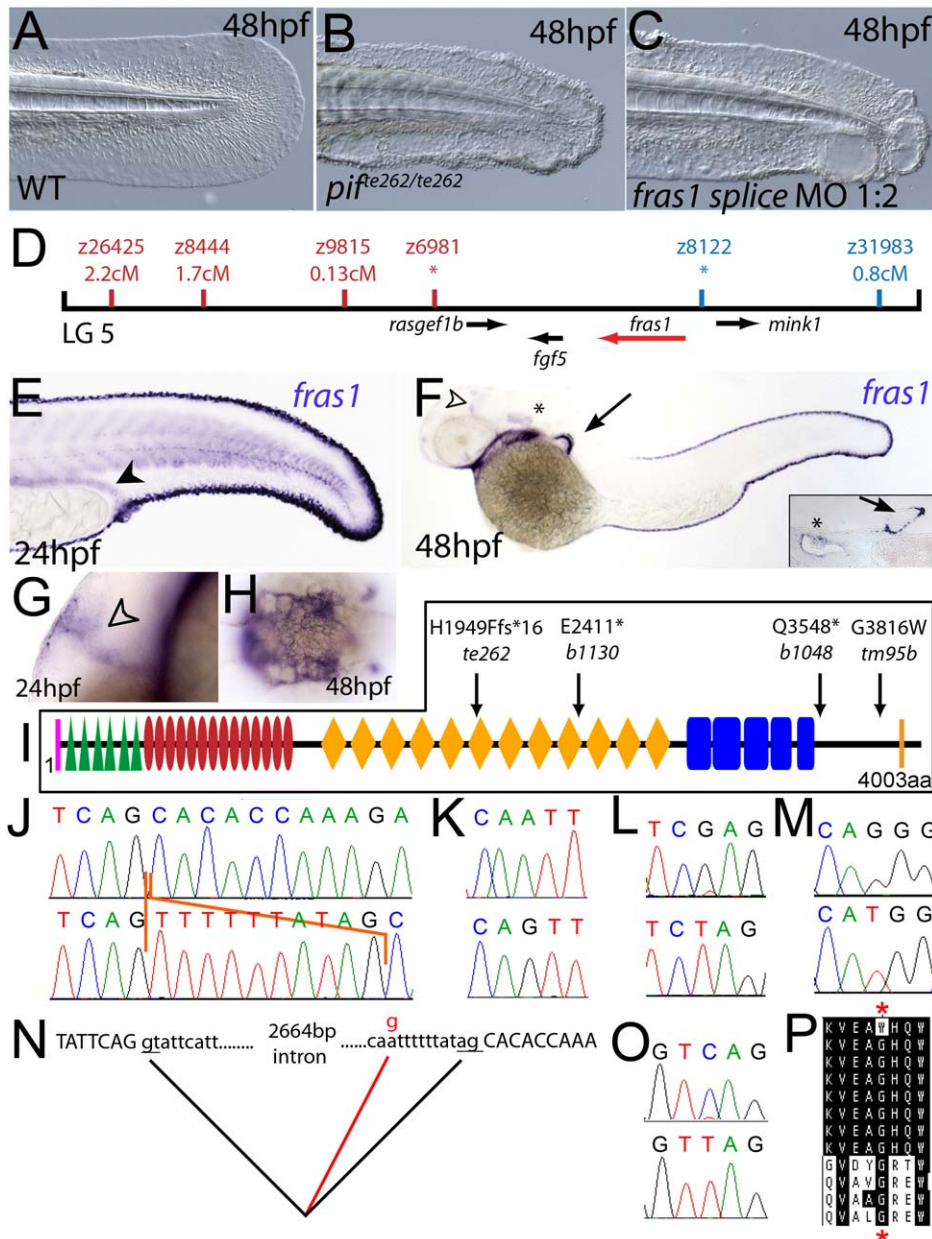 A 48hpf
WT
B 48hpf
pif te262/te262
C 48hpf
fras1 splice MO 1:2
D
z26425 z8444 z9815 z6981 z8122 z31983
2.2cM 1.7cM 0.13cM * * 0.8cM
rasgef1b fras1 mink1
LG 5
fgf5
E fras1
24hpf
F * fras1
48hpf
*
G
24hpf
H
48hpf
H1949Ffs*16 E2411* Q3548* G3816W
te262 b1130 b1048 tm95b
I
1
4003aa
J
TCAGCACACCAAAGA
TCAGTTTTTTATAGC
K
CAATT
CAGTT
L
TCGAG
TCTAG
M
CAGGG
CATGG
N
g
TATTCAG gtattcatt........ 2664bp ......caattttttatag CACACCAAA
intron
O
GTCAG
GTTAG
P
*
KVEAWHQW
KVEAGHQW
KVEAGHQW
KVEAGHQW
KVEAGHQW
KVEAGHQW
KVEAGHQW
KVEAGHQW
GVDYGRTW
QVAVGREW
QVAAGREW
QVALGREW
*